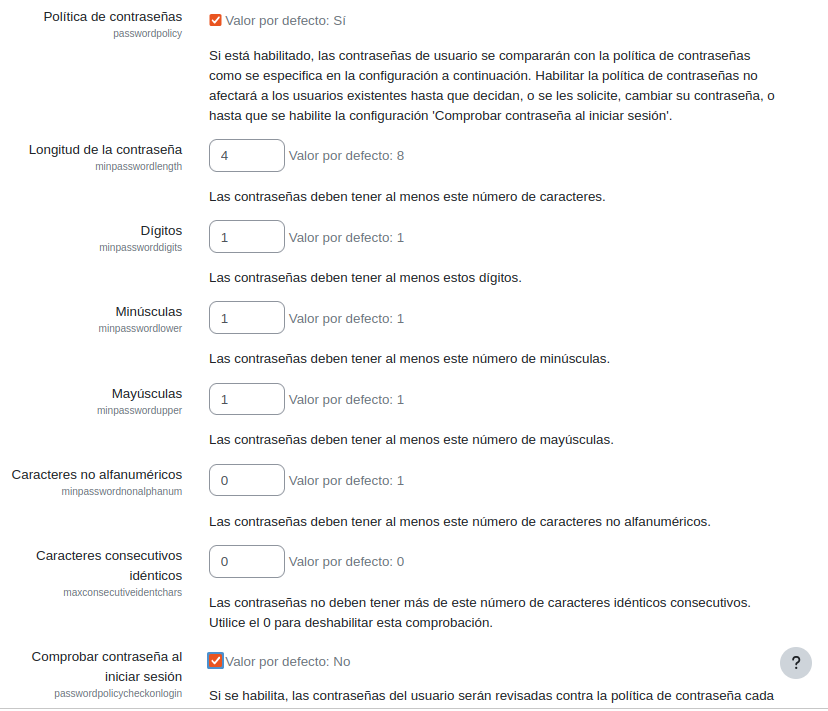 Política de contraseñas
passwordpolicy
Valor por defecto: Sí
Si está habilitado, las contraseñas de usuario se compararán con la política de contraseñas
como se especifica en la configuración a continuación. Habilitar la política de contraseñas no
afectará a los usuarios existentes hasta que decidan, o se les solicite, cambiar su contraseña, o
hasta que se habilite la configuración 'Comprobar contraseña al iniciar sesión'.
Longitud de la contraseña
minpasswordlength
4 Valor por defecto: 8
Las contraseñas deben tener al menos este número de caracteres.
Dígitos
minpassworddigits
1 Valor por defecto: 1
Las contraseñas deben tener al menos estos dígitos.
Minúsculas
minpasswordlower
1 Valor por defecto: 1
Las contraseñas deben tener al menos este número de minúsculas.
Mayúsculas
minpasswordupper
1 Valor por defecto: 1
Las contraseñas deben tener al menos este número de mayúsculas.
Caracteres no alfanuméricos
minpasswordnonalphanum
0 Valor por defecto: 1
Las contraseñas deben tener al menos este número de caracteres no alfanuméricos.
Caracteres consecutivos
idénticos
maxconsecutiveidentchars
0 Valor por defecto: 0
Las contraseñas no deben tener más de este número de caracteres idénticos consecutivos.
Utilice el 0 para deshabilitar esta comprobación.
Comprobar contraseña al
iniciar sesión
passwordpolicycheckonlogin
Valor por defecto: No
?
Si se habilita, las contraseñas del usuario serán revisadas contra la política de contraseña cada